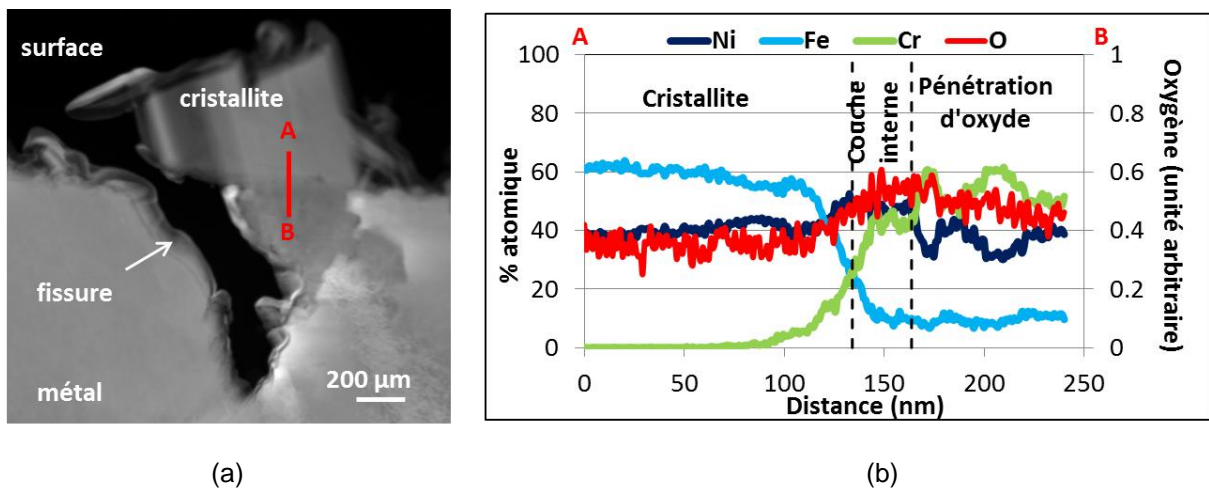 surface
cristallite
A
B
fissure
métal
200 µm
(a)
A
Ni Fe Cr O
B
100
80
60
40
20
0
% atomique
Cristallite
Couche
interne
Pénétration
d'oxyde
1
0.8
0.6
0.4
0.2
0
Oxygène (unité arbitraire)
0 50 100 150 200 250
Distance (nm)
(b)